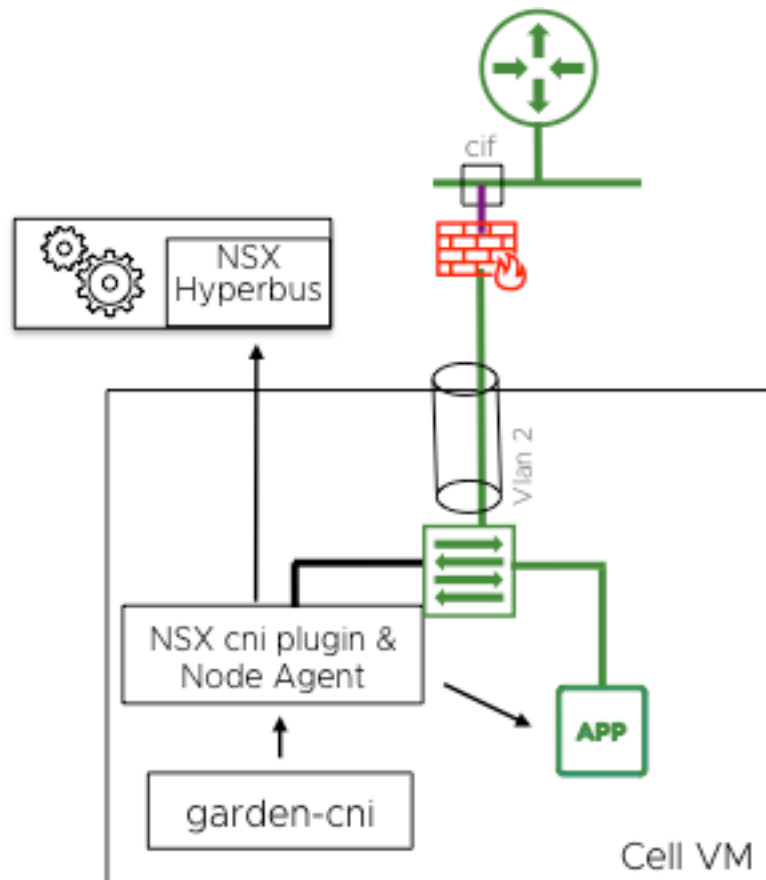 cif
NSX
Hyperbus
Vlan 2
NSX cni plugin &
Node Agent
APP
garden-cni
Cell VM